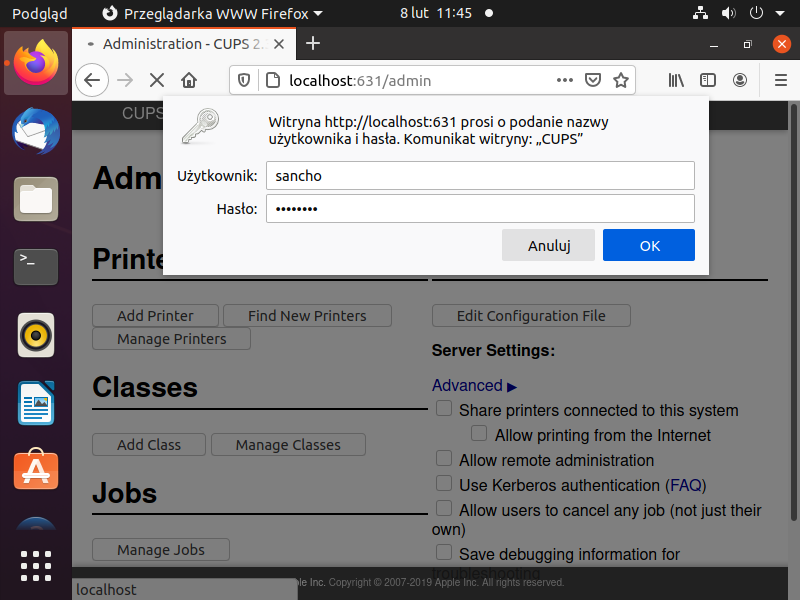 Podgląd
Przeglądarka WWW Firefox
8 lut 11:45
Administration - CUPS 2.
localhost:631/admin
CUPS
Witryna http://localhost:631 prosi o podanie nazwy
użytkownika i hasła. Komunikat witryny: „CUPS”
Użytkownik: sancho
Hasło: ••••••••
Anuluj OK
Adm
Printe
Add Printer Find New Printers
Manage Printers
Classes
Add Class Manage Classes
Jobs
Manage Jobs
Edit Configuration File
Server Settings:
Advanced ▶
Share printers connected to this system
Allow printing from the Internet
Allow remote administration
Use Kerberos authentication (FAQ)
Allow users to cancel any job (not just their
own)
Save debugging information for
troubleshooting
ple Inc. Copyright © 2007-2019 Apple Inc. All rights reserved.
localhost